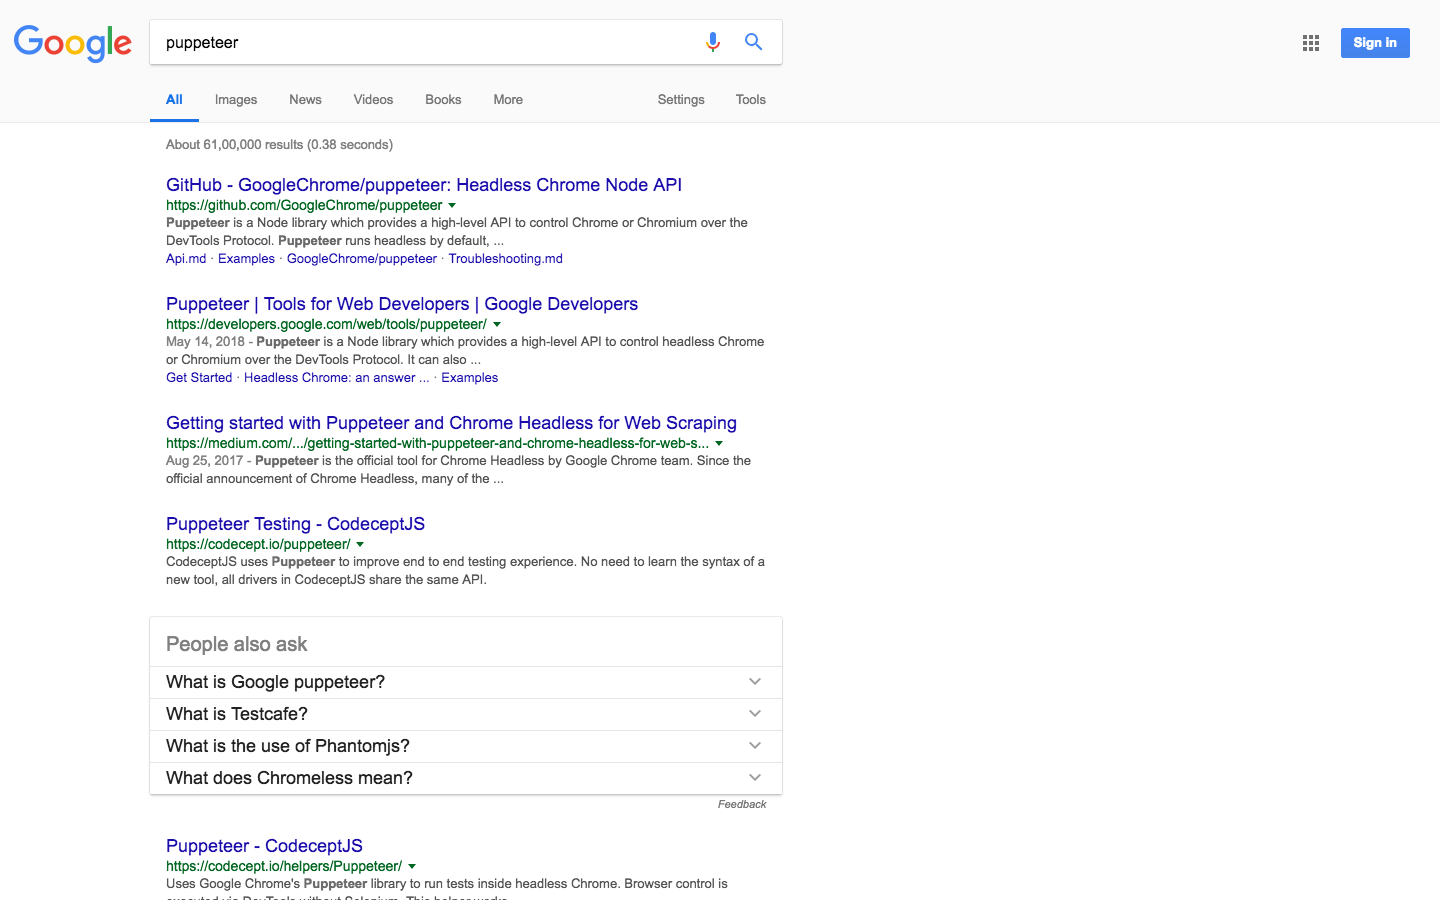 Google
puppeteer
Sign in
All Images News Videos Books More Settings Tools
About 61,00,000 results (0.38 seconds)
GitHub - GoogleChrome/puppeteer: Headless Chrome Node API
https://github.com/GoogleChrome/puppeteer
Puppeteer is a Node library which provides a high-level API to control Chrome or Chromium over the
DevTools Protocol. Puppeteer runs headless by default, ...
Api.md · Examples · GoogleChrome/puppeteer · Troubleshooting.md
Puppeteer | Tools for Web Developers | Google Developers
https://developers.google.com/web/tools/puppeteer/
May 14, 2018 - Puppeteer is a Node library which provides a high-level API to control headless Chrome
or Chromium over the DevTools Protocol. It can also ...
Get Started · Headless Chrome: an answer ... · Examples
Getting started with Puppeteer and Chrome Headless for Web Scraping
https://medium.com/.../getting-started-with-puppeteer-and-chrome-headless-for-web-s...
Aug 25, 2017 - Puppeteer is the official tool for Chrome Headless by Google Chrome team. Since the
official announcement of Chrome Headless, many of the ...
Puppeteer Testing - CodeceptJS
https://codecept.io/puppeteer/
CodeceptJS uses Puppeteer to improve end to end testing experience. No need to learn the syntax of a
new tool, all drivers in CodeceptJS share the same API.
People also ask
What is Google puppeteer?
What is Testcafe?
What is the use of Phantomjs?
What does Chromeless mean?
Feedback
Puppeteer - CodeceptJS
https://codecept.io/helpers/Puppeteer/
Uses Google Chrome's Puppeteer library to run tests inside headless Chrome. Browser control is
executed via DevTools without Selenium. This helper works